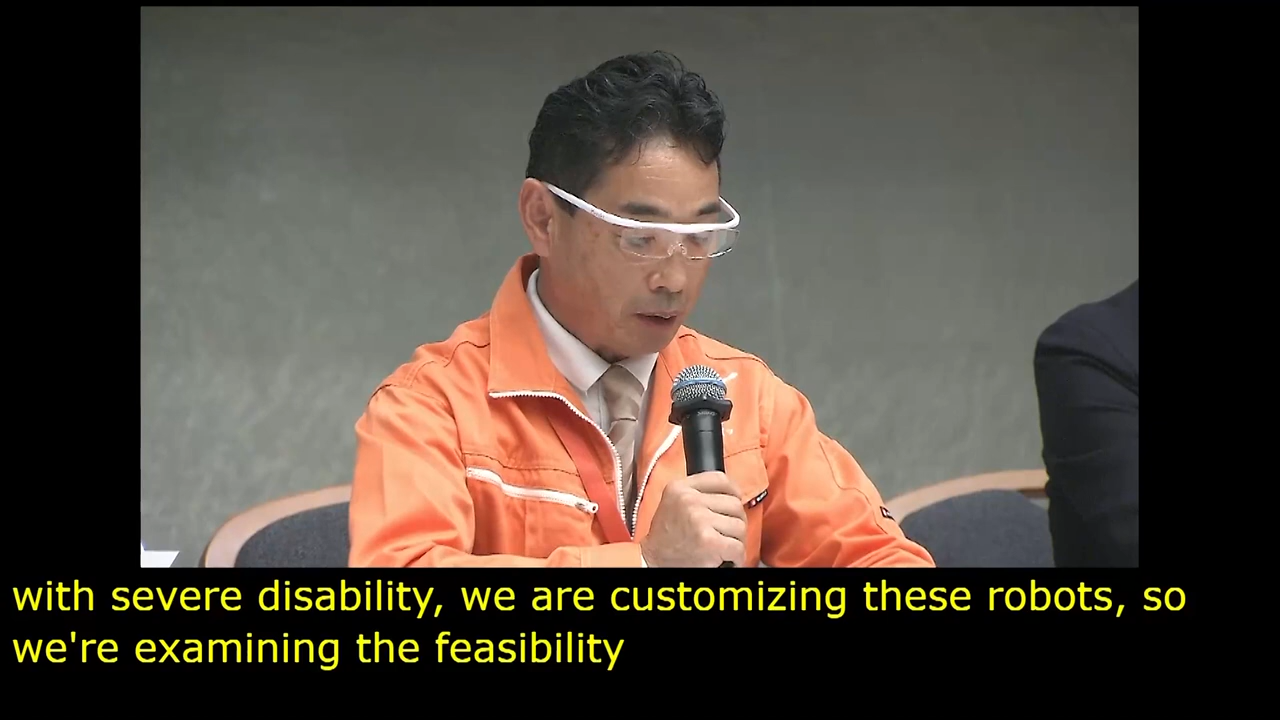 with severe disability, we are customizing these robots, so
we're examining the feasibility